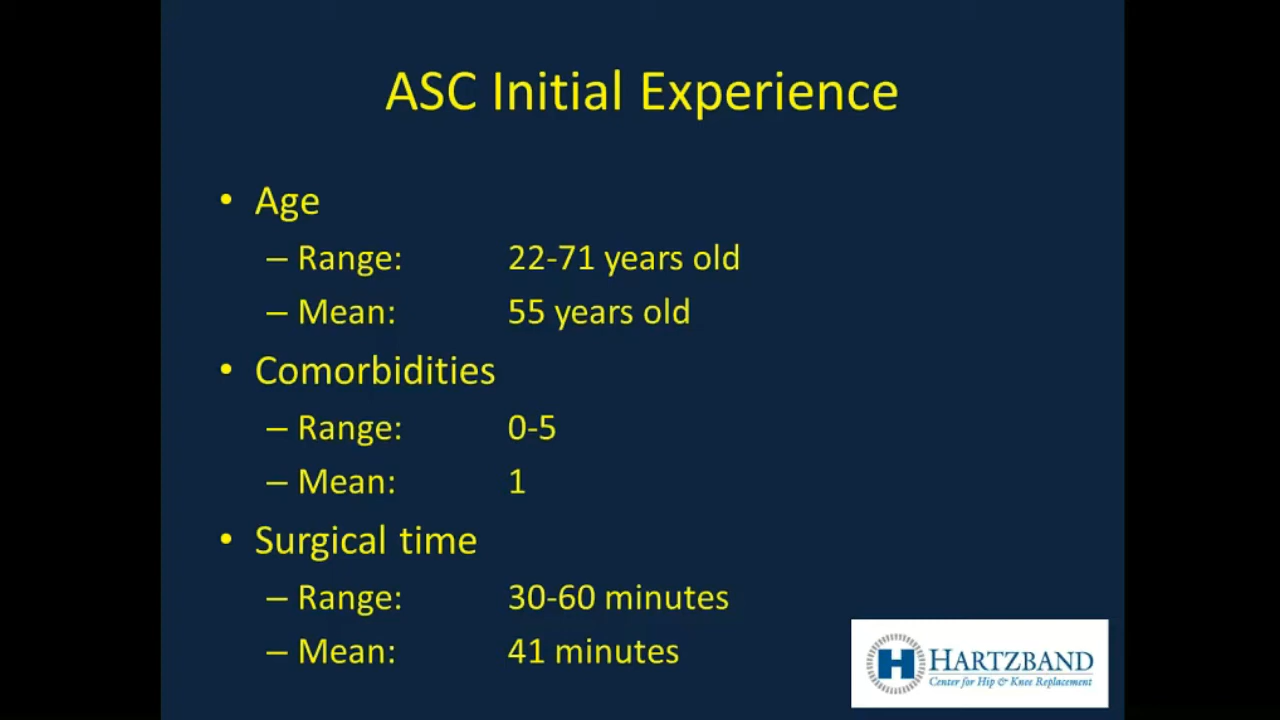 ASC Initial Experience
• Age
– Range: 22-71 years old
– Mean: 55 years old
• Comorbidities
– Range: 0-5
– Mean: 1
• Surgical time
– Range: 30-60 minutes
– Mean: 41 minutes
H HARTZBAND
Center for Hip & Knee Replacement